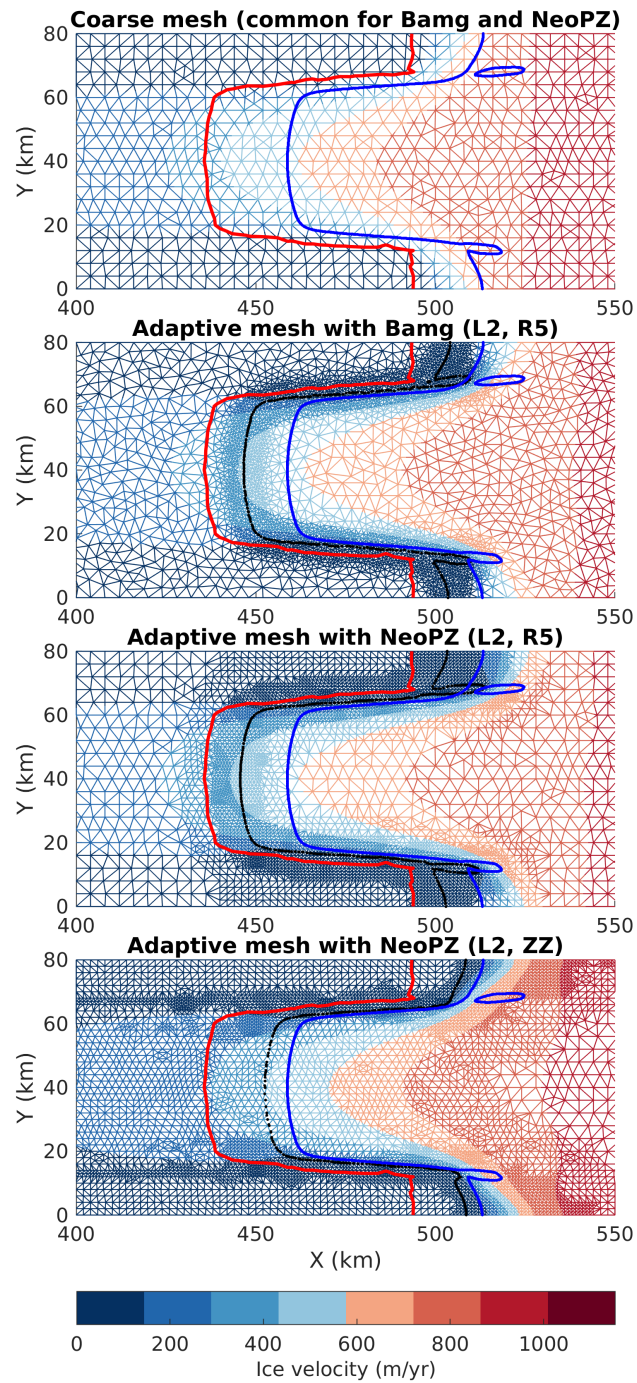 Coarse mesh (common for Bamg and NeoPZ)
80
60
40
20
0
Y (km)
400 450 500 550
Adaptive mesh with Bamg (L2, R5)
80
60
40
20
0
Y (km)
400 450 500 550
Adaptive mesh with NeoPZ (L2, R5)
80
60
40
20
0
Y (km)
400 450 500 550
Adaptive mesh with NeoPZ (L2, ZZ)
80
60
40
20
0
Y (km)
400 450 500 550
X (km)
0 200 400 600 800 1000
Ice velocity (m/yr)